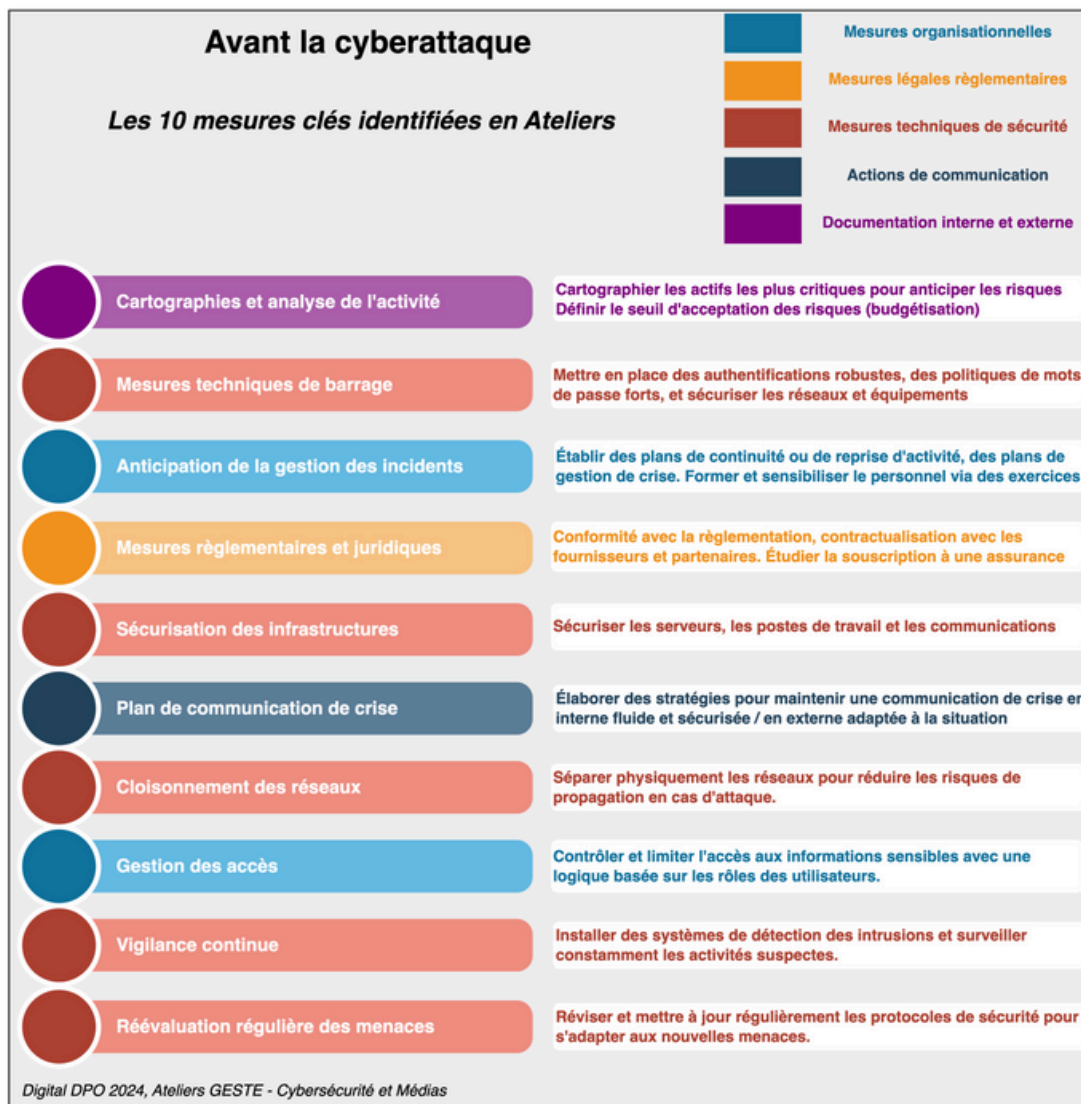 Avant la cyberattaque
Les 10 mesures clés identifiées en Ateliers
Mesures organisationnelles
Mesures légales règlementaires
Mesures techniques de sécurité
Actions de communication
Documentation interne et externe
Cartographies et analyse de l'activité
Cartographier les actifs les plus critiques pour anticiper les risques
Définir le seuil d'acceptation des risques (budgétisation)
Mesures techniques de barrage
Mettre en place des authentifications robustes, des politiques de mots
de passe forts, et sécuriser les réseaux et équipements
Anticipation de la gestion des incidents
Établir des plans de continuité ou de reprise d'activité, des plans de
gestion de crise. Former et sensibiliser le personnel via des exercices
Mesures règlementaires et juridiques
Conformité avec la règlementation, contractualisation avec les
fournisseurs et partenaires. Étudier la souscription à une assurance
Sécurisation des infrastructures
Sécuriser les serveurs, les postes de travail et les communications
Plan de communication de crise
Élaborer des stratégies pour maintenir une communication de crise en
interne fluide et sécurisée / en externe adaptée à la situation
Cloisonnement des réseaux
Séparer physiquement les réseaux pour réduire les risques de
propagation en cas d'attaque.
Gestion des accès
Contrôler et limiter l'accès aux informations sensibles avec une
logique basée sur les rôles des utilisateurs.
Vigilance continue
Installer des systèmes de détection des intrusions et surveiller
constamment les activités suspectes.
Réévaluation régulière des menaces
Réviser et mettre à jour régulièrement les protocoles de sécurité pour
s'adapter aux nouvelles menaces.
Digital DPO 2024, Ateliers GESTE - Cybersécurité et Médias